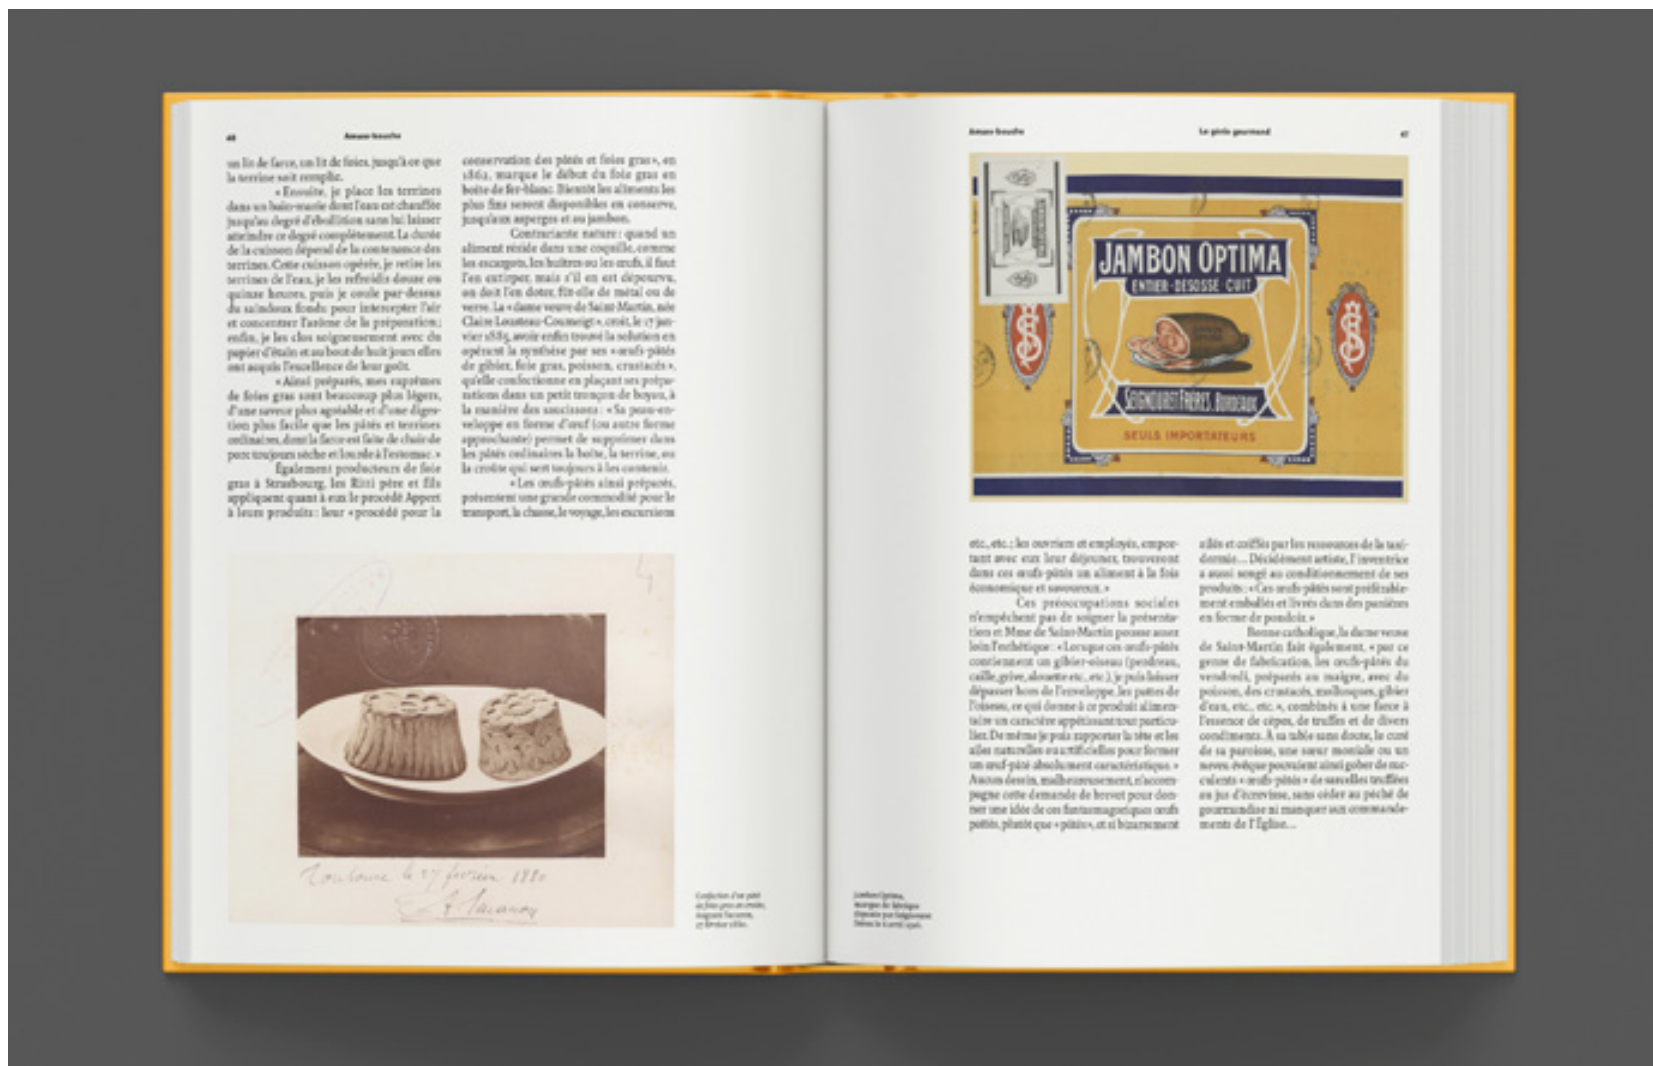 46
Amuse-bouche
un lit de farce, un lit de foies, jusqu'à ce que
la terrine soit remplie.
« Ensuite, je place les terrines
dans un bain-marie dont l'eau est chauffée
jusqu'au degré d'ébullition sans lui laisser
atteindre ce degré complètement. La durée
de la cuisson dépend de la contenance des
terrines. Cette cuisson opérée, je retire les
terrines de l'eau, je les refroidis douze ou
quinze heures, puis je coule par-dessus
du saindoux fondu pour intercepter l'air
et concentrer l'arôme de la préparation ;
enfin, je les clos soigneusement avec du
papier d'étain et au bout de huit jours elles
ont acquis l'excellence de leur goût.
« Ainsi préparés, mes suprêmes
de foies gras sont beaucoup plus légers,
d'une saveur plus agréable et d'une diges-
tion plus facile que les pâtés et terrines
ordinaires, dont la farce est faite de chair de
porc toujours sèche et lourde à l'estomac. »
Également producteurs de foie
gras à Strasbourg, les Ritti père et fils
appliquent quant à eux le procédé Appert
à leurs produits : leur « procédé pour la
conservation des pâtés et foies gras », en
1862, marque le début du foie gras en
boîte de fer-blanc. Bientôt les aliments les
plus fins seront disponibles en conserve,
jusqu'aux asperges et au jambon.
Contrariante nature : quand un
aliment réside dans une coquille, comme
les escargots, les huîtres ou les œufs, il faut
l'en extirper, mais s'il en est dépourvu,
on doit l'en doter, fût-elle de métal ou de
verre. La « dame veuve de Saint-Martin, née
Claire Lousteau-Coumeigt », croit, le 17 jan-
vier 1885, avoir enfin trouvé la solution en
opérant la synthèse par ses « œufs-pâtés
de gibier, foie gras, poisson, crustacés »,
qu'elle confectionne en plaçant ses prépa-
rations dans un petit tronçon de boyau, à
la manière des saucissons : « Sa peau-en-
veloppe en forme d'œuf (ou autre forme
approchante) permet de supprimer dans
les pâtés ordinaires la boîte, la terrine, ou
la croûte qui sert toujours à les contenir.
« Les œufs-pâtés ainsi préparés,
présentent une grande commodité pour le
transport, la chasse, le voyage, les excursions
Toulouse le 27 février 1880
Confection d'un pâté
de foies gras en croûte,
27 février 1880.
Amuse-bouche
Le génie gourmand
47
JAMBON OPTIMA
ENTIER-DÉSOSSÉ CUIT
SEIGNOURET FRÈRES. BORDEAUX
SEULS IMPORTATEURS
etc., etc. ; les ouvriers et employés, empor-
tant avec eux leur déjeuner, trouveront
dans ces œufs-pâtés un aliment à la fois
économique et savoureux. »
Ces préoccupations sociales
n'empêchent pas de soigner la présenta-
tion et Mme de Saint-Martin pousse assez
loin l'esthétique : « Lorsque ces œufs-pâtés
contiennent un gibier-oiseau (perdreau,
caille, grive, alouette etc., etc.), je puis laisser
dépasser hors de l'enveloppe, les pattes de
l'oiseau, ce qui donne à ce produit alimen-
taire un caractère appétissant tout particu-
lier. De même je puis rapporter la tête et les
ailes naturelles ou artificielles pour former
un œuf-pâté absolument caractéristique. »
Aucun dessin, malheureusement, n'accom-
pagne cette demande de brevet pour don-
ner une idée de ces fantasmagoriques œufs
pattés, plutôt que « pâtés », et si bizarrement
ailés et coiffés par les ressources de la taxi-
dermie... Décidément artiste, l'inventrice
a aussi songé au conditionnement de ses
produits : « Ces œufs-pâtés sont préférable-
ment emballés et livrés dans des panières
en forme de pondoir. »
Bonne catholique, la dame veuve
de Saint-Martin fait également, « par ce
genre de fabrication, les œufs-pâtés du
vendredi, préparés au maigre, avec du
poisson, des crustacés, mollusques, gibier
d'eau, etc., etc. », combinés à une farce à
l'essence de cèpes, de truffes et de divers
condiments. À sa table sans doute, le curé
de sa paroisse, une sœur moniale ou un
neveu évêque pouvaient ainsi gober de suc-
culents « œufs-pâtés » de sarcelles truffées
au jus d'écrevisse, sans céder au péché de
gourmandise ni manquer aux commande-
ments de l'Église...
Jambon Optima,
marque de fabrique
déposée par Seignouret